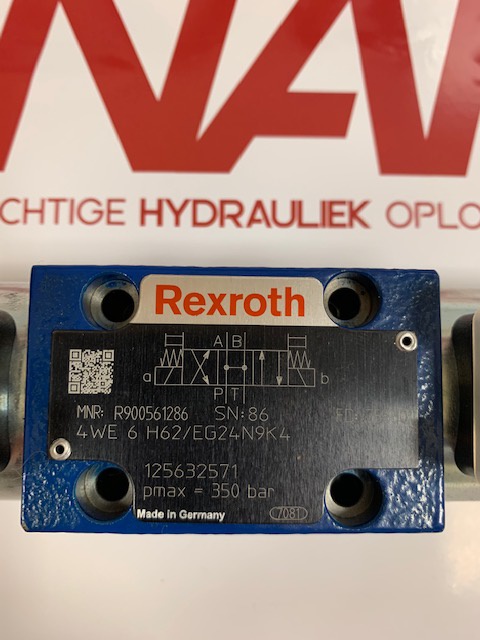 NAK
CHTIGE HYDRAULIEK OPLO
Rexroth
A B
a b
P T
MNR: R900561286 SN:86
4WE 6 H62/EG24N9K4
125632571
pmax = 350 bar
Made in Germany 7081